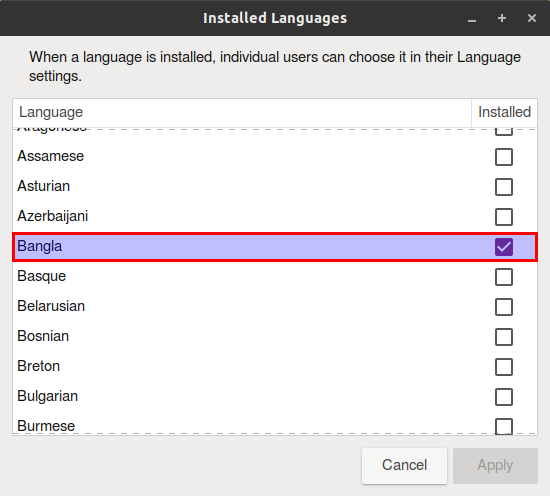 Installed Languages
When a language is installed, individual users can choose it in their Language
settings.
Language Installed
Aragonese
Assamese
Asturian
Azerbaijani
Bangla
Basque
Belarusian
Bosnian
Breton
Bulgarian
Burmese
Cancel Apply